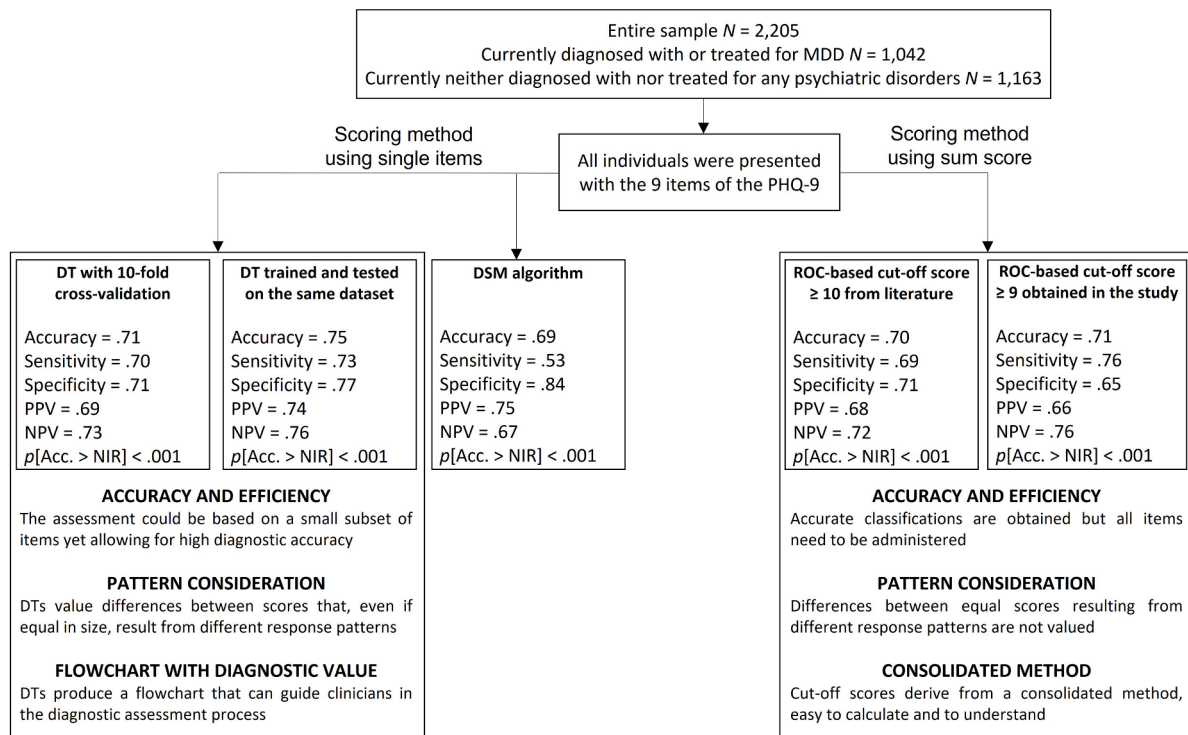 Entire sample N = 2,205
Currently diagnosed with or treated for MDD N = 1,042
Currently neither diagnosed with nor treated for any psychiatric disorders N = 1,163
Scoring method
using single items
All individuals were presented
with the 9 items of the PHQ-9
Scoring method
using sum score
DT with 10-fold
cross-validation
Accuracy = .71
Sensitivity = .70
Specificity = .71
PPV = .69
NPV = .73
p[Acc. > NIR] < .001
DT trained and tested
on the same dataset
Accuracy = .75
Sensitivity = .73
Specificity = .77
PPV = .74
NPV = .76
p[Acc. > NIR] < .001
ACCURACY AND EFFICIENCY
The assessment could be based on a small subset of
items yet allowing for high diagnostic accuracy
PATTERN CONSIDERATION
DTs value differences between scores that, even if
equal in size, result from different response patterns
FLOWCHART WITH DIAGNOSTIC VALUE
DTs produce a flowchart that can guide clinicians in
the diagnostic assessment process
DSM algorithm
Accuracy = .69
Sensitivity = .53
Specificity = .84
PPV = .75
NPV = .67
p[Acc. > NIR] < .001
ROC-based cut-off score
≥ 10 from literature
Accuracy = .70
Sensitivity = .69
Specificity = .71
PPV = .68
NPV = .72
p[Acc. > NIR] < .001
ROC-based cut-off score
≥ 9 obtained in the study
Accuracy = .71
Sensitivity = .76
Specificity = .65
PPV = .66
NPV = .76
p[Acc. > NIR] < .001
ACCURACY AND EFFICIENCY
Accurate classifications are obtained but all items
need to be administered
PATTERN CONSIDERATION
Differences between equal scores resulting from
different response patterns are not valued
CONSOLIDATED METHOD
Cut-off scores derive from a consolidated method,
easy to calculate and to understand